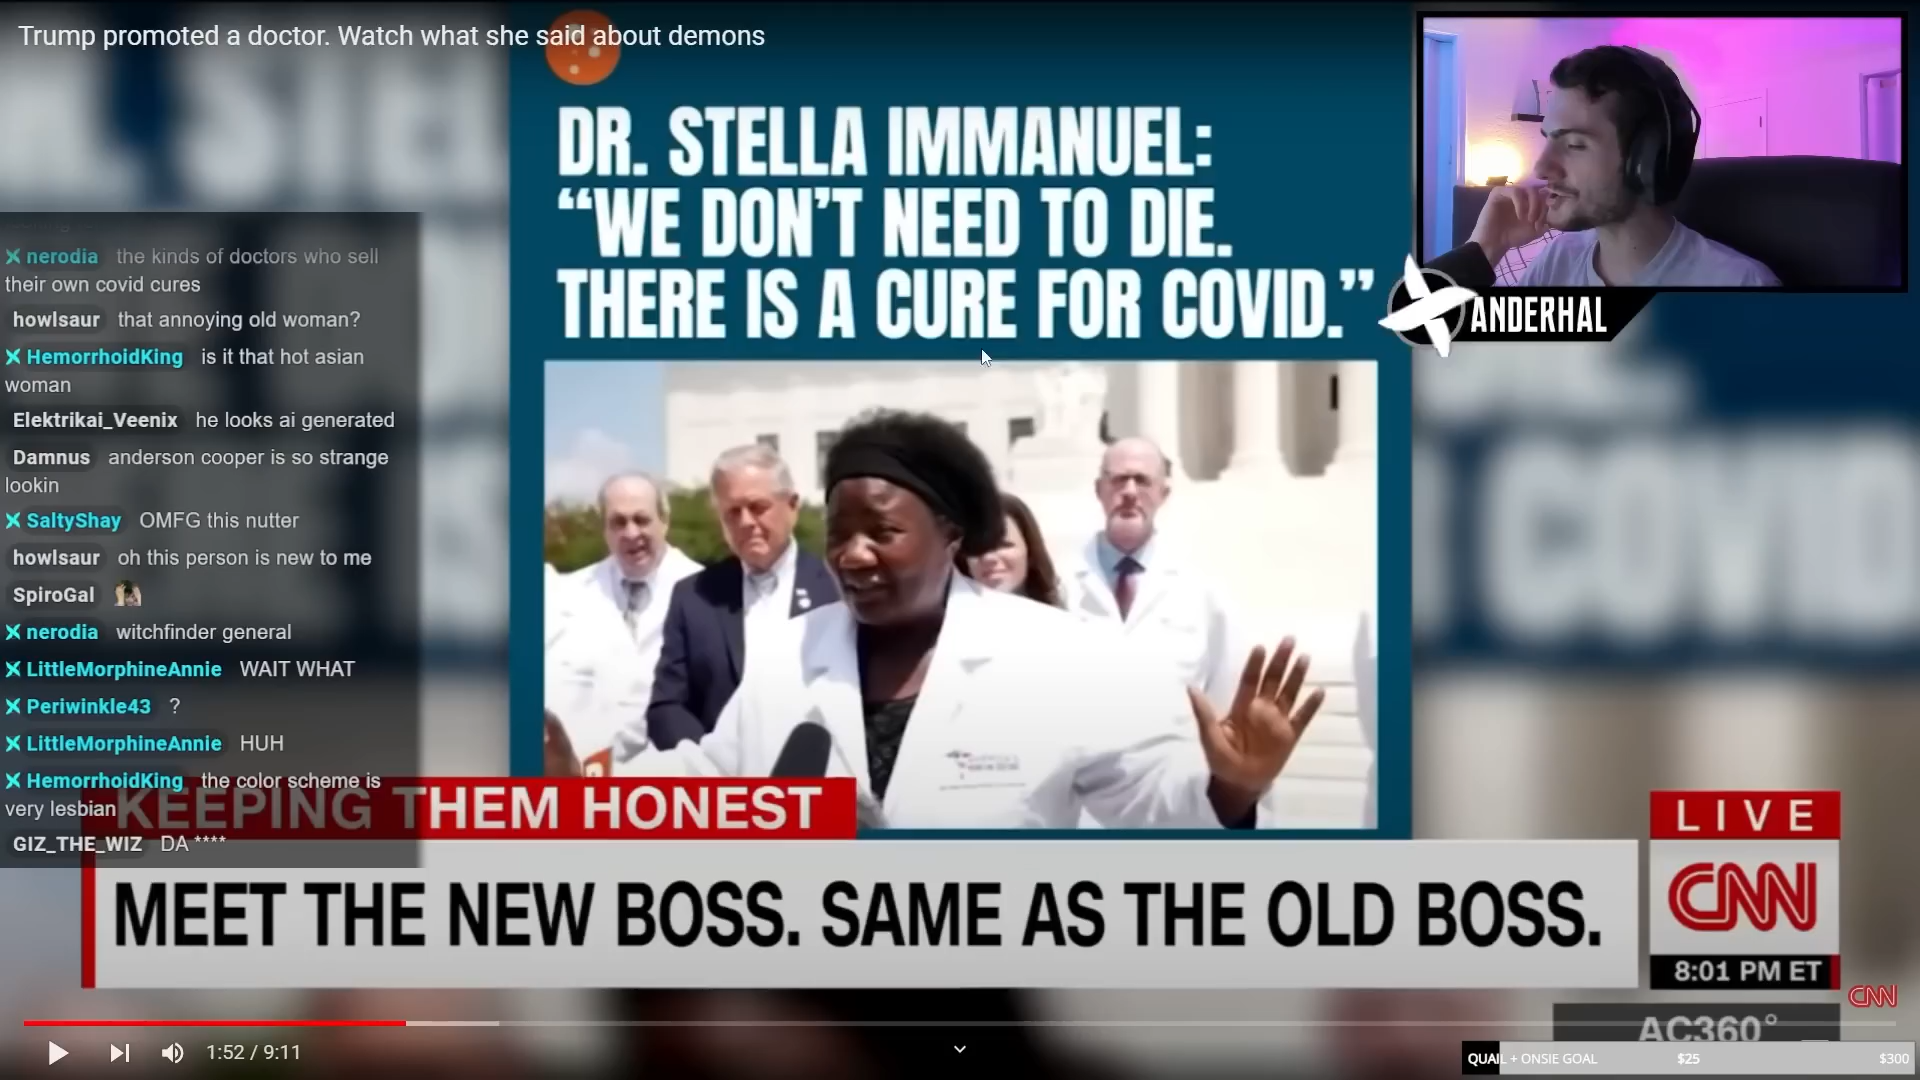 Trump promoted a doctor. Watch what she said about demons
DR. STELLA IMMANUEL:
“WE DON’T NEED TO DIE.
THERE IS A CURE FOR COVID.”
ANDERHAL
nerodia the kinds of doctors who sell
their own covid cures
howlsaur that annoying old woman?
HemorrhoidKing is it that hot asian
woman
Elektrikai_Veenix he looks ai generated
Damnus anderson cooper is so strange
lookin
SaltyShay OMFG this nutter
howlsaur oh this person is new to me
SpiroGal
nerodia witchfinder general
LittleMorphineAnnie WAIT WHAT
Periwinkle43 ?
LittleMorphineAnnie HUH
HemorrhoidKing the color scheme is
very lesbian
GIZ_THE_WIZ DA ****
KEEPING THEM HONEST
MEET THE NEW BOSS. SAME AS THE OLD BOSS.
LIVE
CNN
8:01 PM ET
CNN
AC360°
1:52 / 9:11
QUAIL + ONSIE GOAL $25 $300